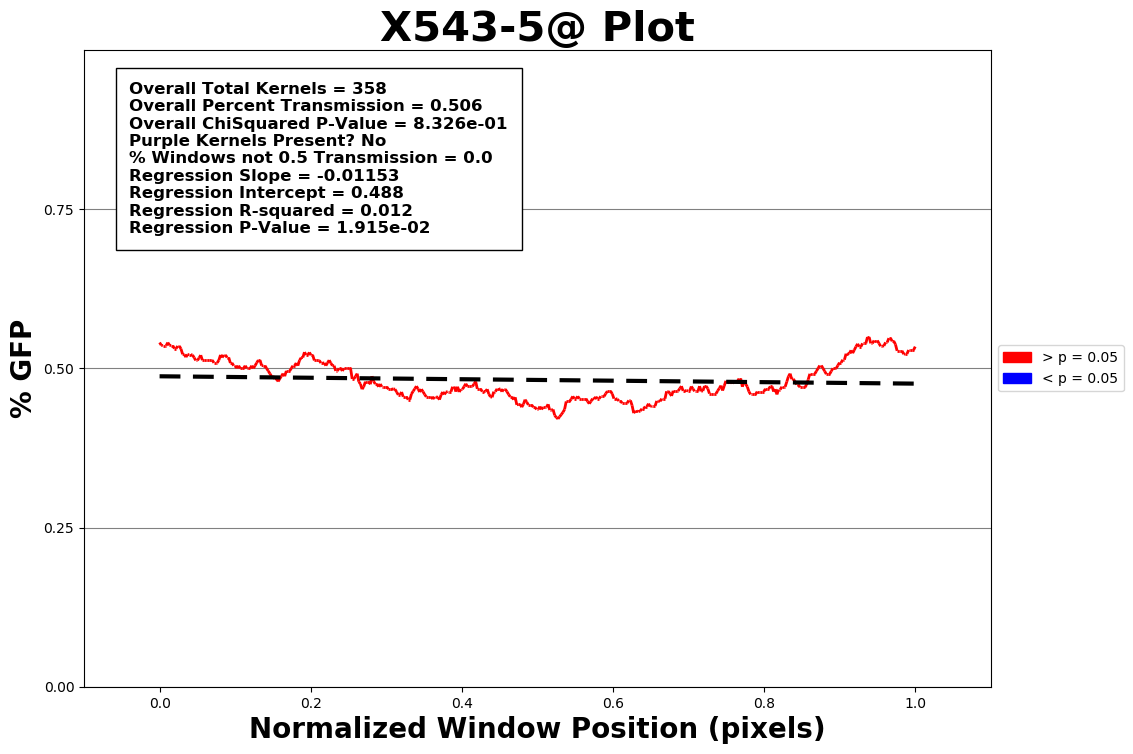 X543-5@ Plot
Overall Total Kernels = 358
Overall Percent Transmission = 0.506
Overall ChiSquared P-Value = 8.326e-01
Purple Kernels Present? No
% Windows not 0.5 Transmission = 0.0
Regression Slope = -0.01153
Regression Intercept = 0.488
Regression R-squared = 0.012
Regression P-Value = 1.915e-02
% GFP
0.75
0.50
0.25
0.00
> p = 0.05
< p = 0.05
0.0 0.2 0.4 0.6 0.8 1.0
Normalized Window Position (pixels)